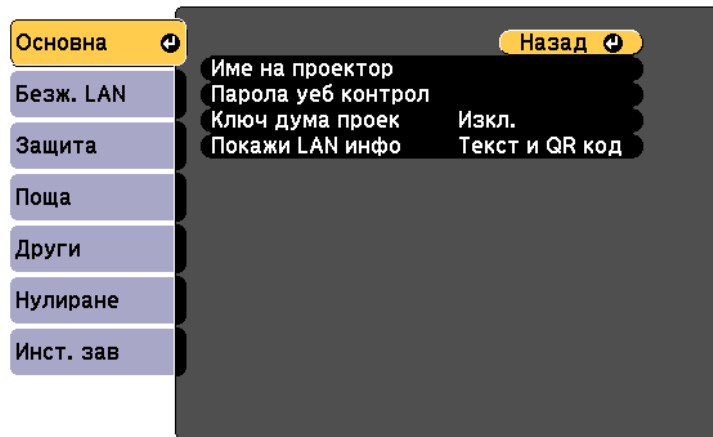 Основна
Безж. LAN
Защита
Поща
Други
Нулиране
Инст. зав
Назад
Име на проектор
Парола уеб контрол
Ключ дума проек Изкл.
Покажи LAN инфо Текст и QR код